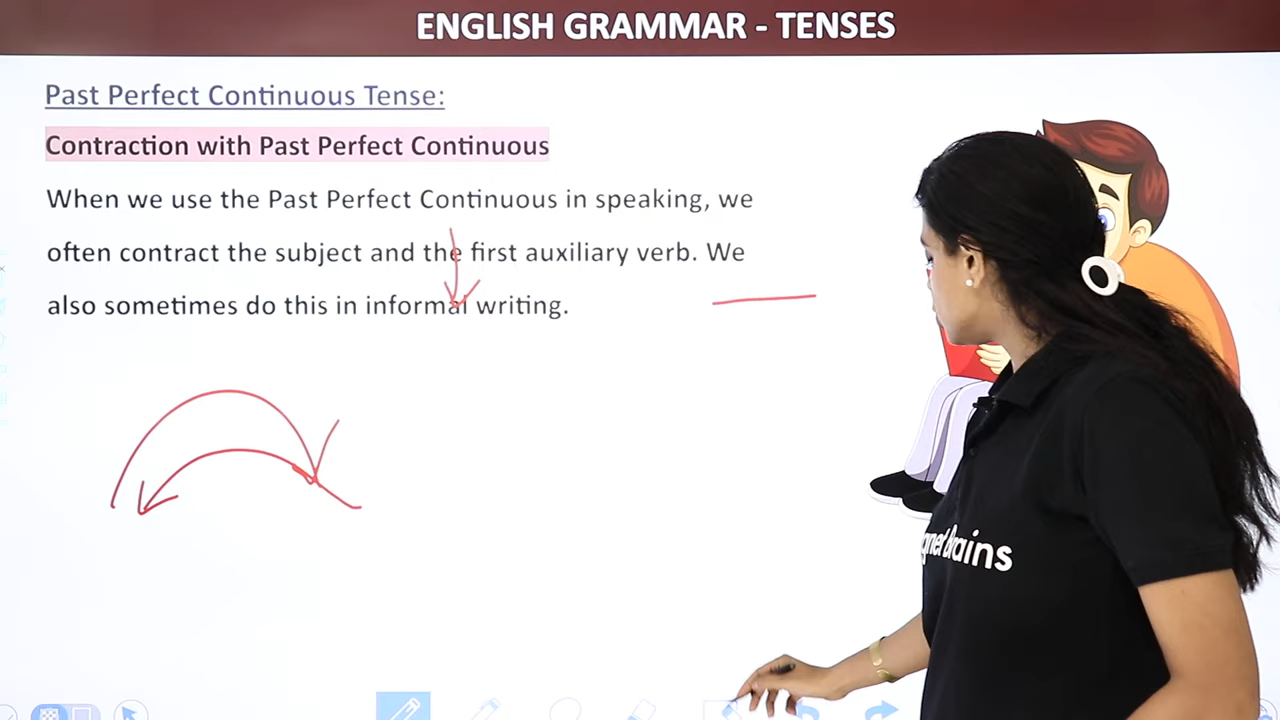 ENGLISH GRAMMAR - TENSES
Past Perfect Continuous Tense:
Contraction with Past Perfect Continuous
When we use the Past Perfect Continuous in speaking, we
often contract the subject and the first auxiliary verb. We
also sometimes do this in informal writing.
Brains